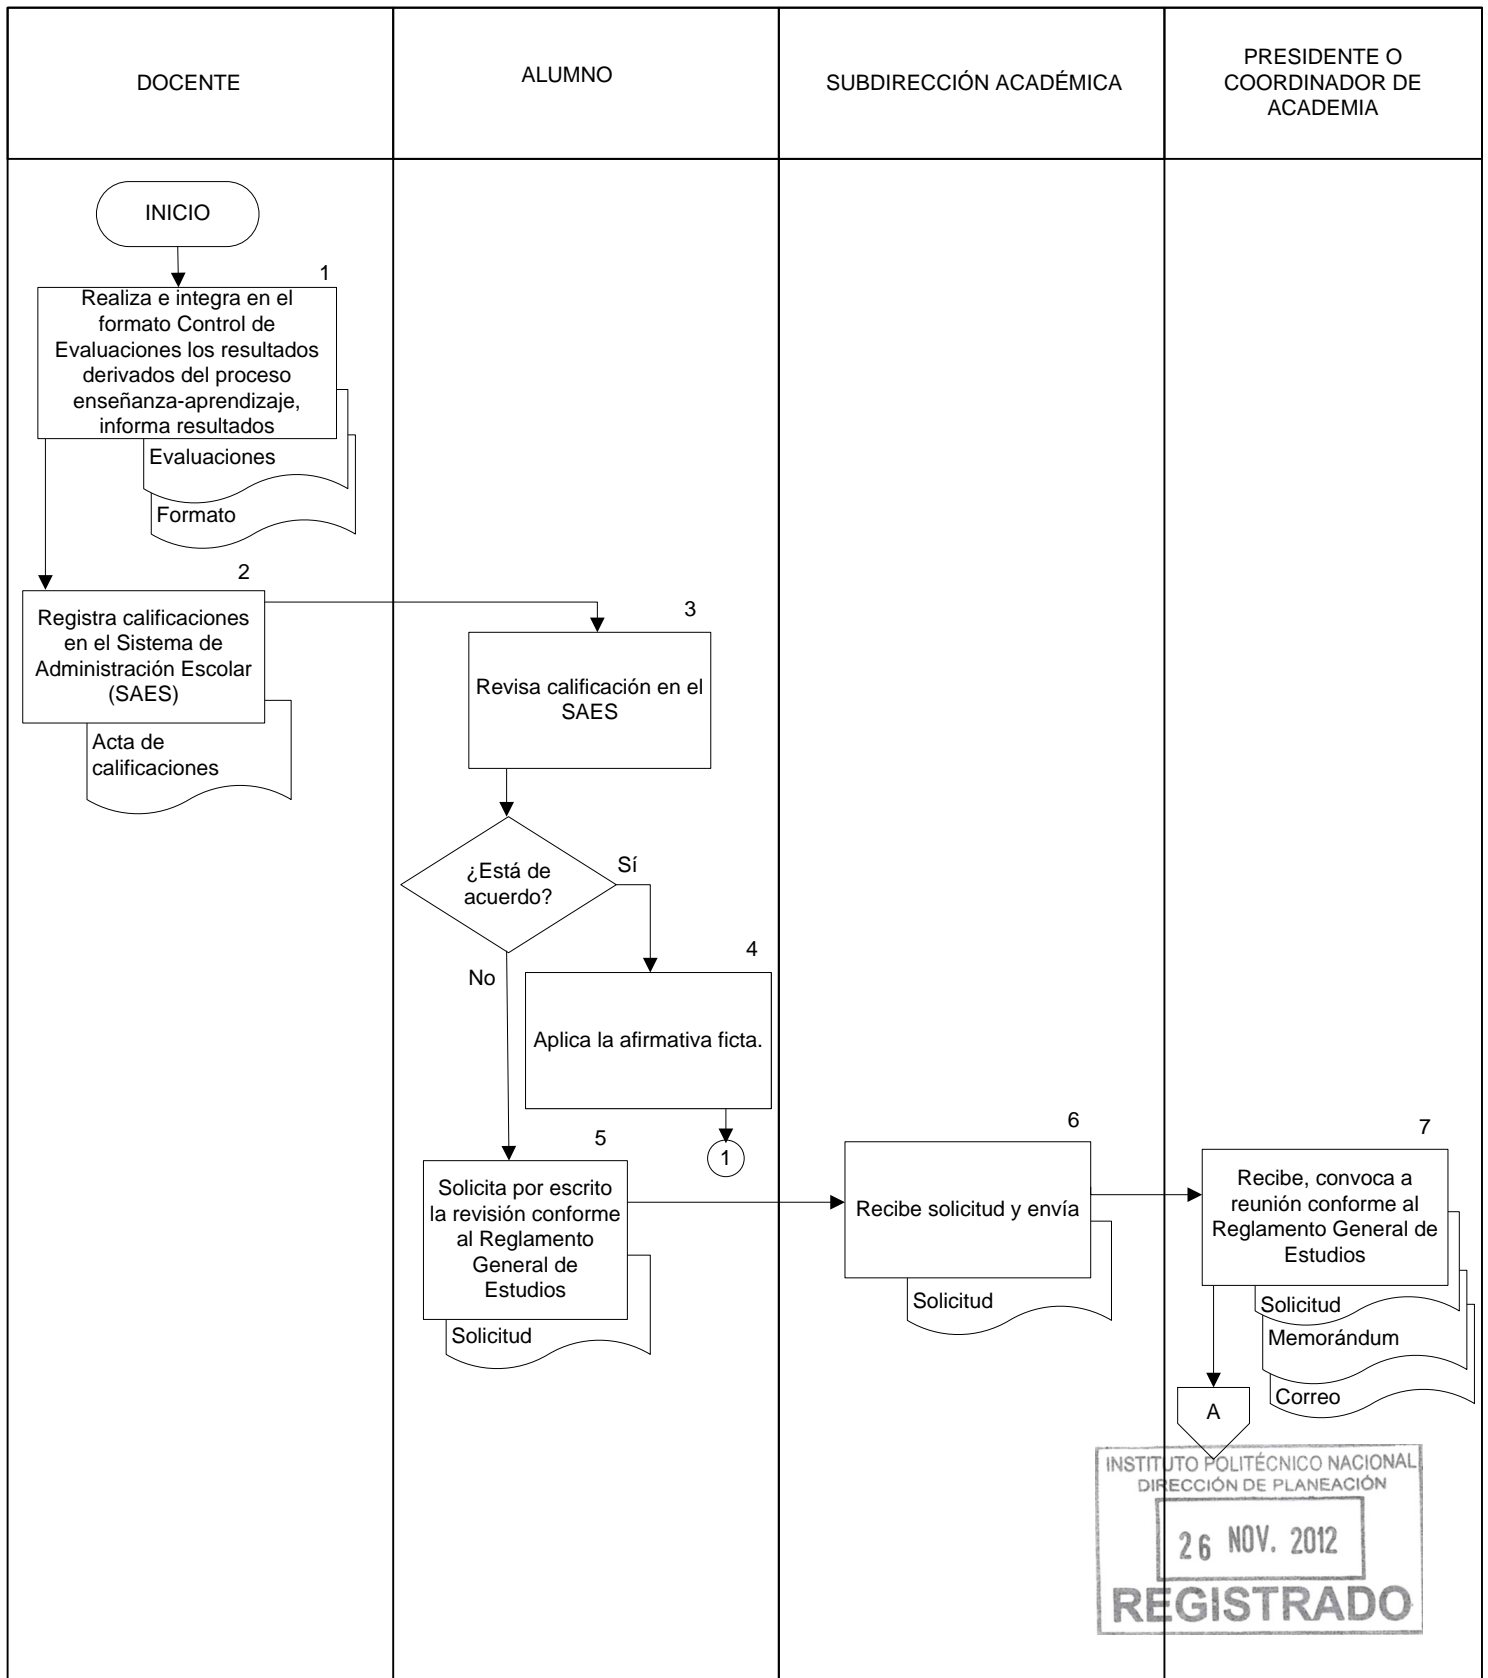 DOCENTE
ALUMNO
SUBDIRECCIÓN ACADÉMICA
PRESIDENTE O
COORDINADOR DE
ACADEMIA
INICIO
1
Realiza e integra en el
formato Control de
Evaluaciones los resultados
derivados del proceso
enseñanza-aprendizaje,
informa resultados
Evaluaciones
Formato
2
Registra calificaciones
en el Sistema de
Administración Escolar
(SAES)
Acta de
calificaciones
3
Revisa calificación en el
SAES
¿Está de
acuerdo?
Sí
No
4
Aplica la afirmativa ficta.
1
5
Solicita por escrito
la revisión conforme
al Reglamento
General de
Estudios
Solicitud
6
Recibe solicitud y envía
Solicitud
7
Recibe, convoca a
reunión conforme al
Reglamento General de
Estudios
Solicitud
Memorándum
Correo
A
INSTITUTO POLITÉCNICO NACIONAL
DIRECCIÓN DE PLANEACIÓN
26 NOV. 2012
REGISTRADO